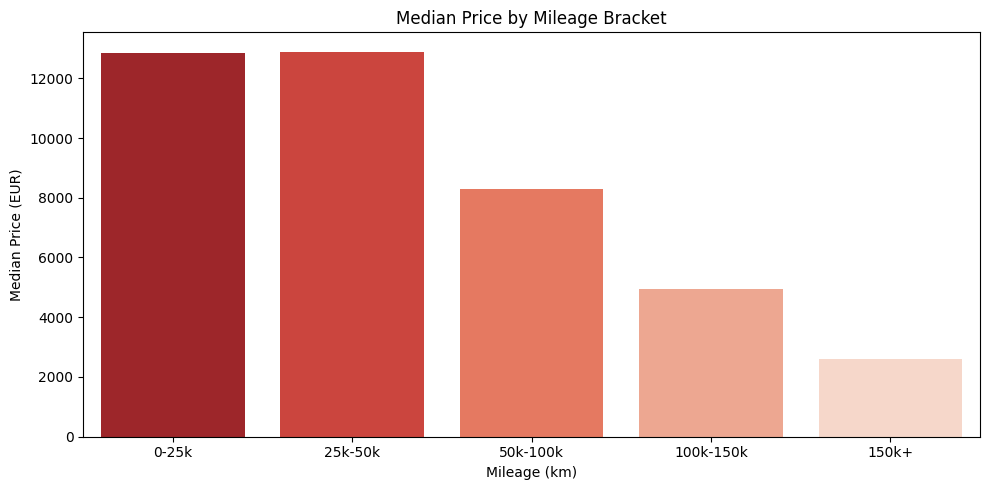 Median Price by Mileage Bracket
Median Price (EUR)
12000
10000
8000
6000
4000
2000
0
0-25k
25k-50k
50k-100k
100k-150k
150k+
Mileage (km)